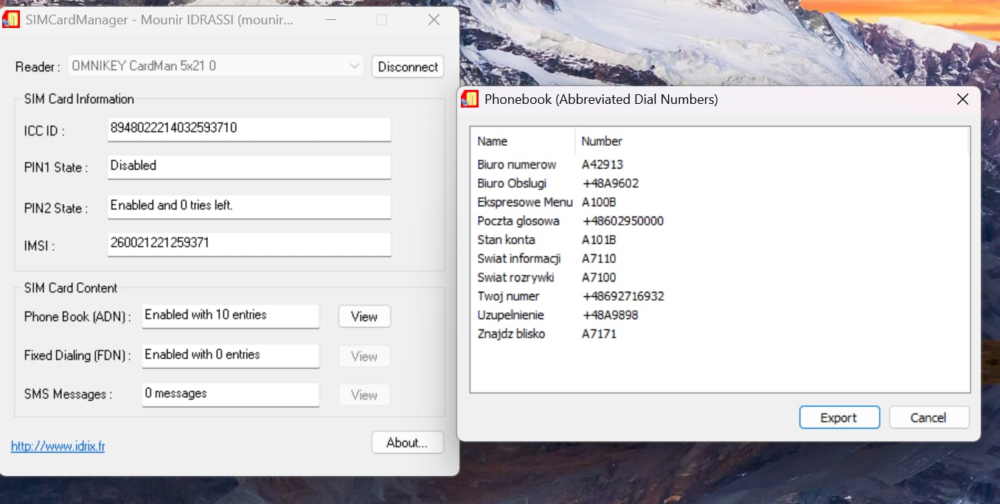 SIMCardManager - Mounir IDRASSI (mounir...
Reader : OMNIKEY CardMan 5x21 0 Disconnect
SIM Card Information
ICC ID : 8948022214032593710
PIN1 State : Disabled
PIN2 State : Enabled and 0 tries left.
IMSI : 260021221259371
SIM Card Content
Phone Book (ADN) : Enabled with 10 entries View
Fixed Dialing (FDN) : Enabled with 0 entries View
SMS Messages : 0 messages View
http://www.idrix.fr About...
Phonebook (Abbreviated Dial Numbers)
Name Number
Biuro numerow A42913
Biuro Obslugi +48A9602
Ekspresowe Menu A100B
Poczta glosowa +48602950000
Stan konta A101B
Swiat informacji A7110
Swiat rozrywki A7100
Twoj numer +48692716932
Uzupelnienie +48A9898
Znajdz blisko A7171
Export Cancel